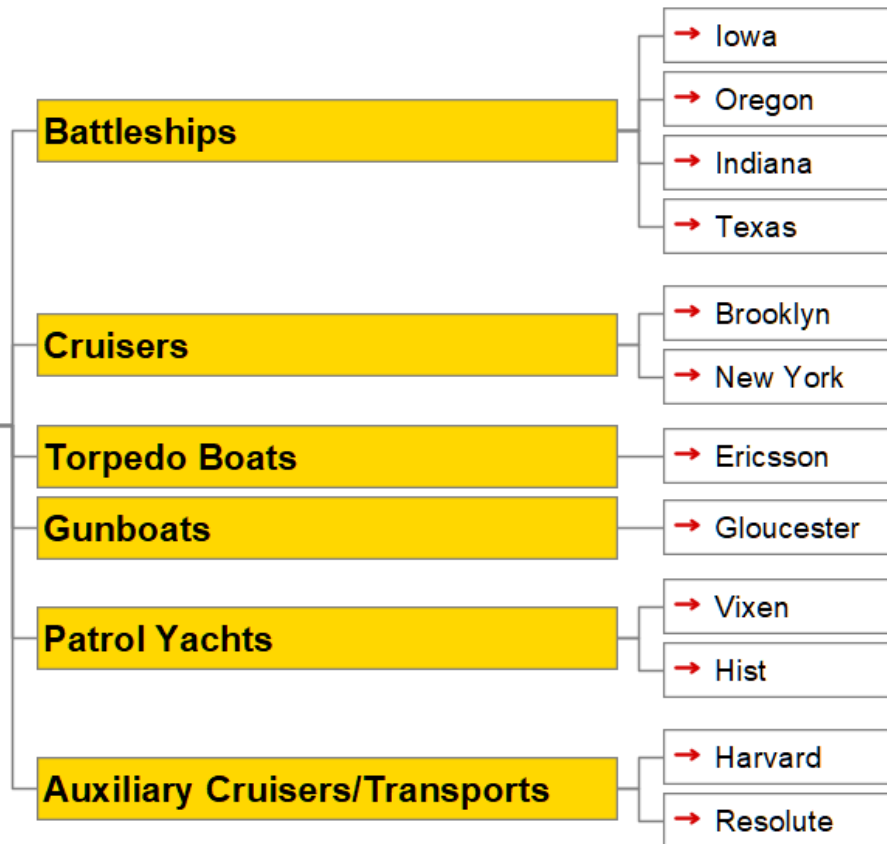 Battleships
Iowa
Oregon
Indiana
Texas
Cruisers
Brooklyn
New York
Torpedo Boats
Ericsson
Gunboats
Gloucester
Patrol Yachts
Vixen
Hist
Auxiliary Cruisers/Transports
Harvard
Resolute